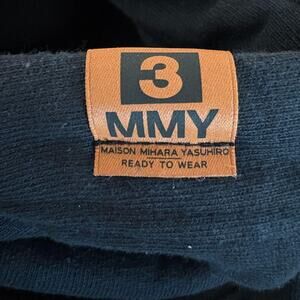 3
MMY
MAISON MIHARA YASUHIRO
READY TO WEAR